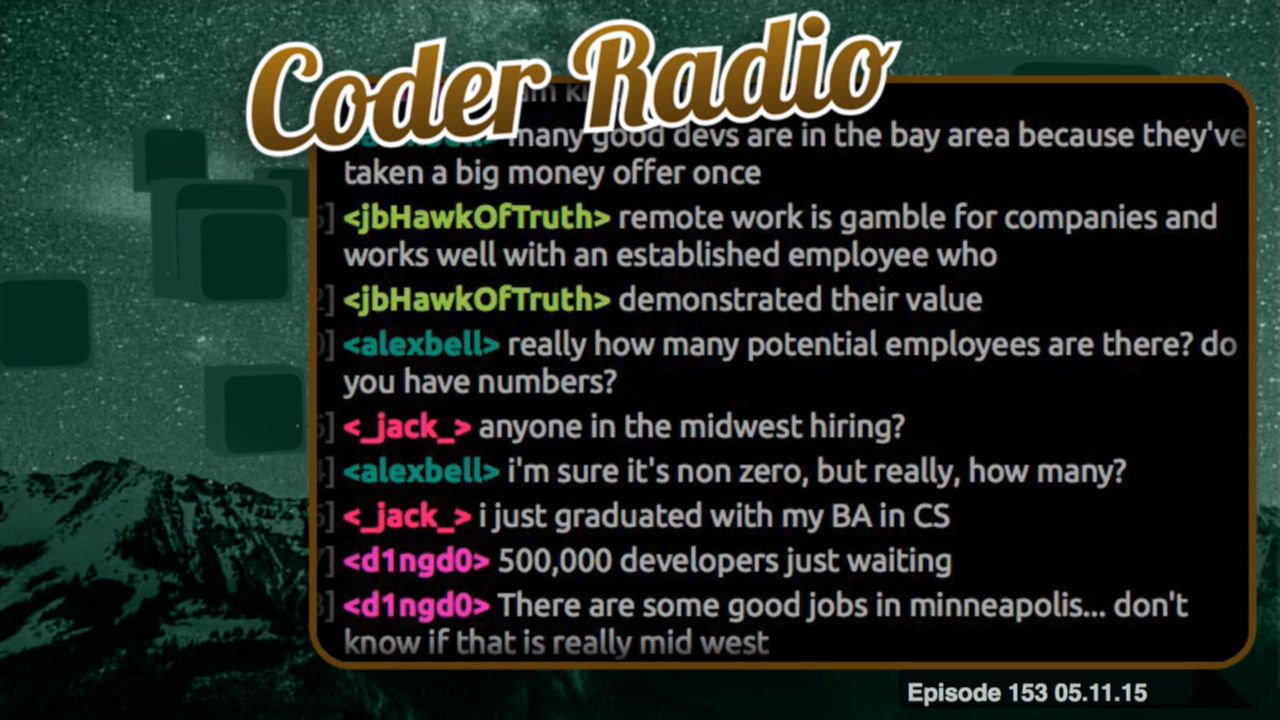 Coder Radio
many good devs are in the bay area because they've
taken a big money offer once
<jbHawkOfTruth> remote work is gamble for companies and
works well with an established employee who
<jbHawkOfTruth> demonstrated their value
<alexbell> really how many potential employees are there? do
you have numbers?
<_jack_> anyone in the midwest hiring?
<alexbell> i'm sure it's non zero, but really, how many?
<_jack_> i just graduated with my BA in CS
<d1ngd0> 500,000 developers just waiting
<d1ngd0> There are some good jobs in minneapolis... don't
know if that is really mid west
Episode 153 05.11.15